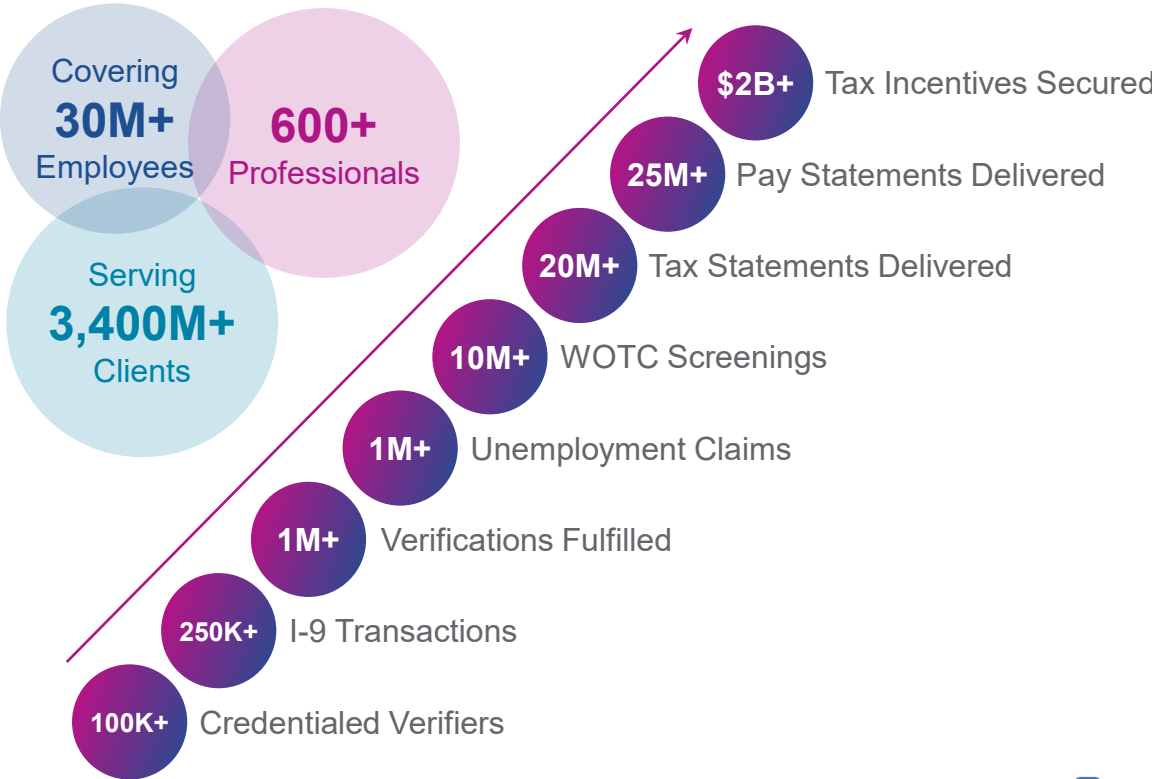 Covering
30M+
Employees
600+
Professionals
Serving
3,400M+
Clients
$2B+ Tax Incentives Secured
25M+ Pay Statements Delivered
20M+ Tax Statements Delivered
10M+ WOTC Screenings
1M+ Unemployment Claims
1M+ Verifications Fulfilled
250K+ I-9 Transactions
100K+ Credentialed Verifiers